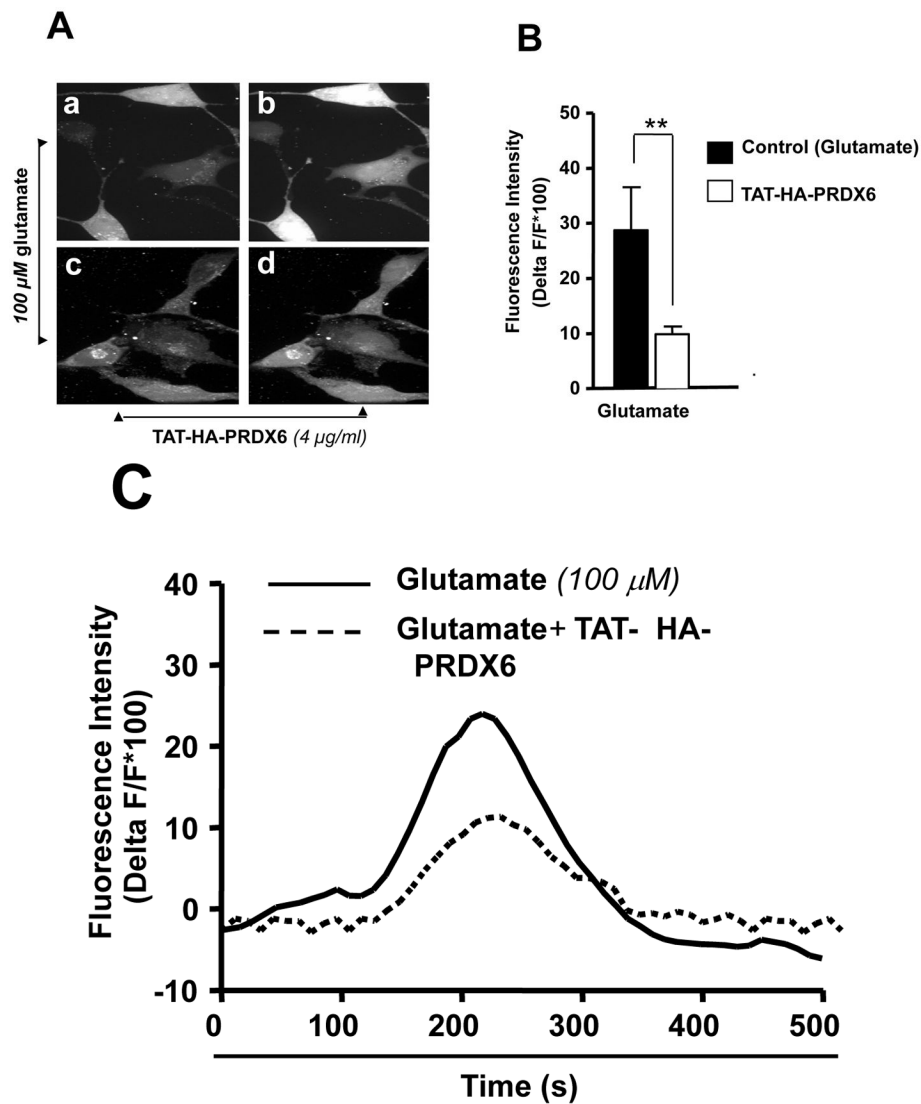 A
a
b
c
d
100 µM glutamate
TAT-HA-PRDX6 (4 µg/ml)
B
50
40
30
20
10
0
Fluorescence Intensity
(Delta F/F*100)
**
Control (Glutamate)
TAT-HA-PRDX6
Glutamate
C
40
30
20
10
0
-10
Fluorescence Intensity
(Delta F/F*100)
Glutamate (100 µM)
Glutamate+ TAT- HA-
PRDX6
0 100 200 300 400 500
Time (s)